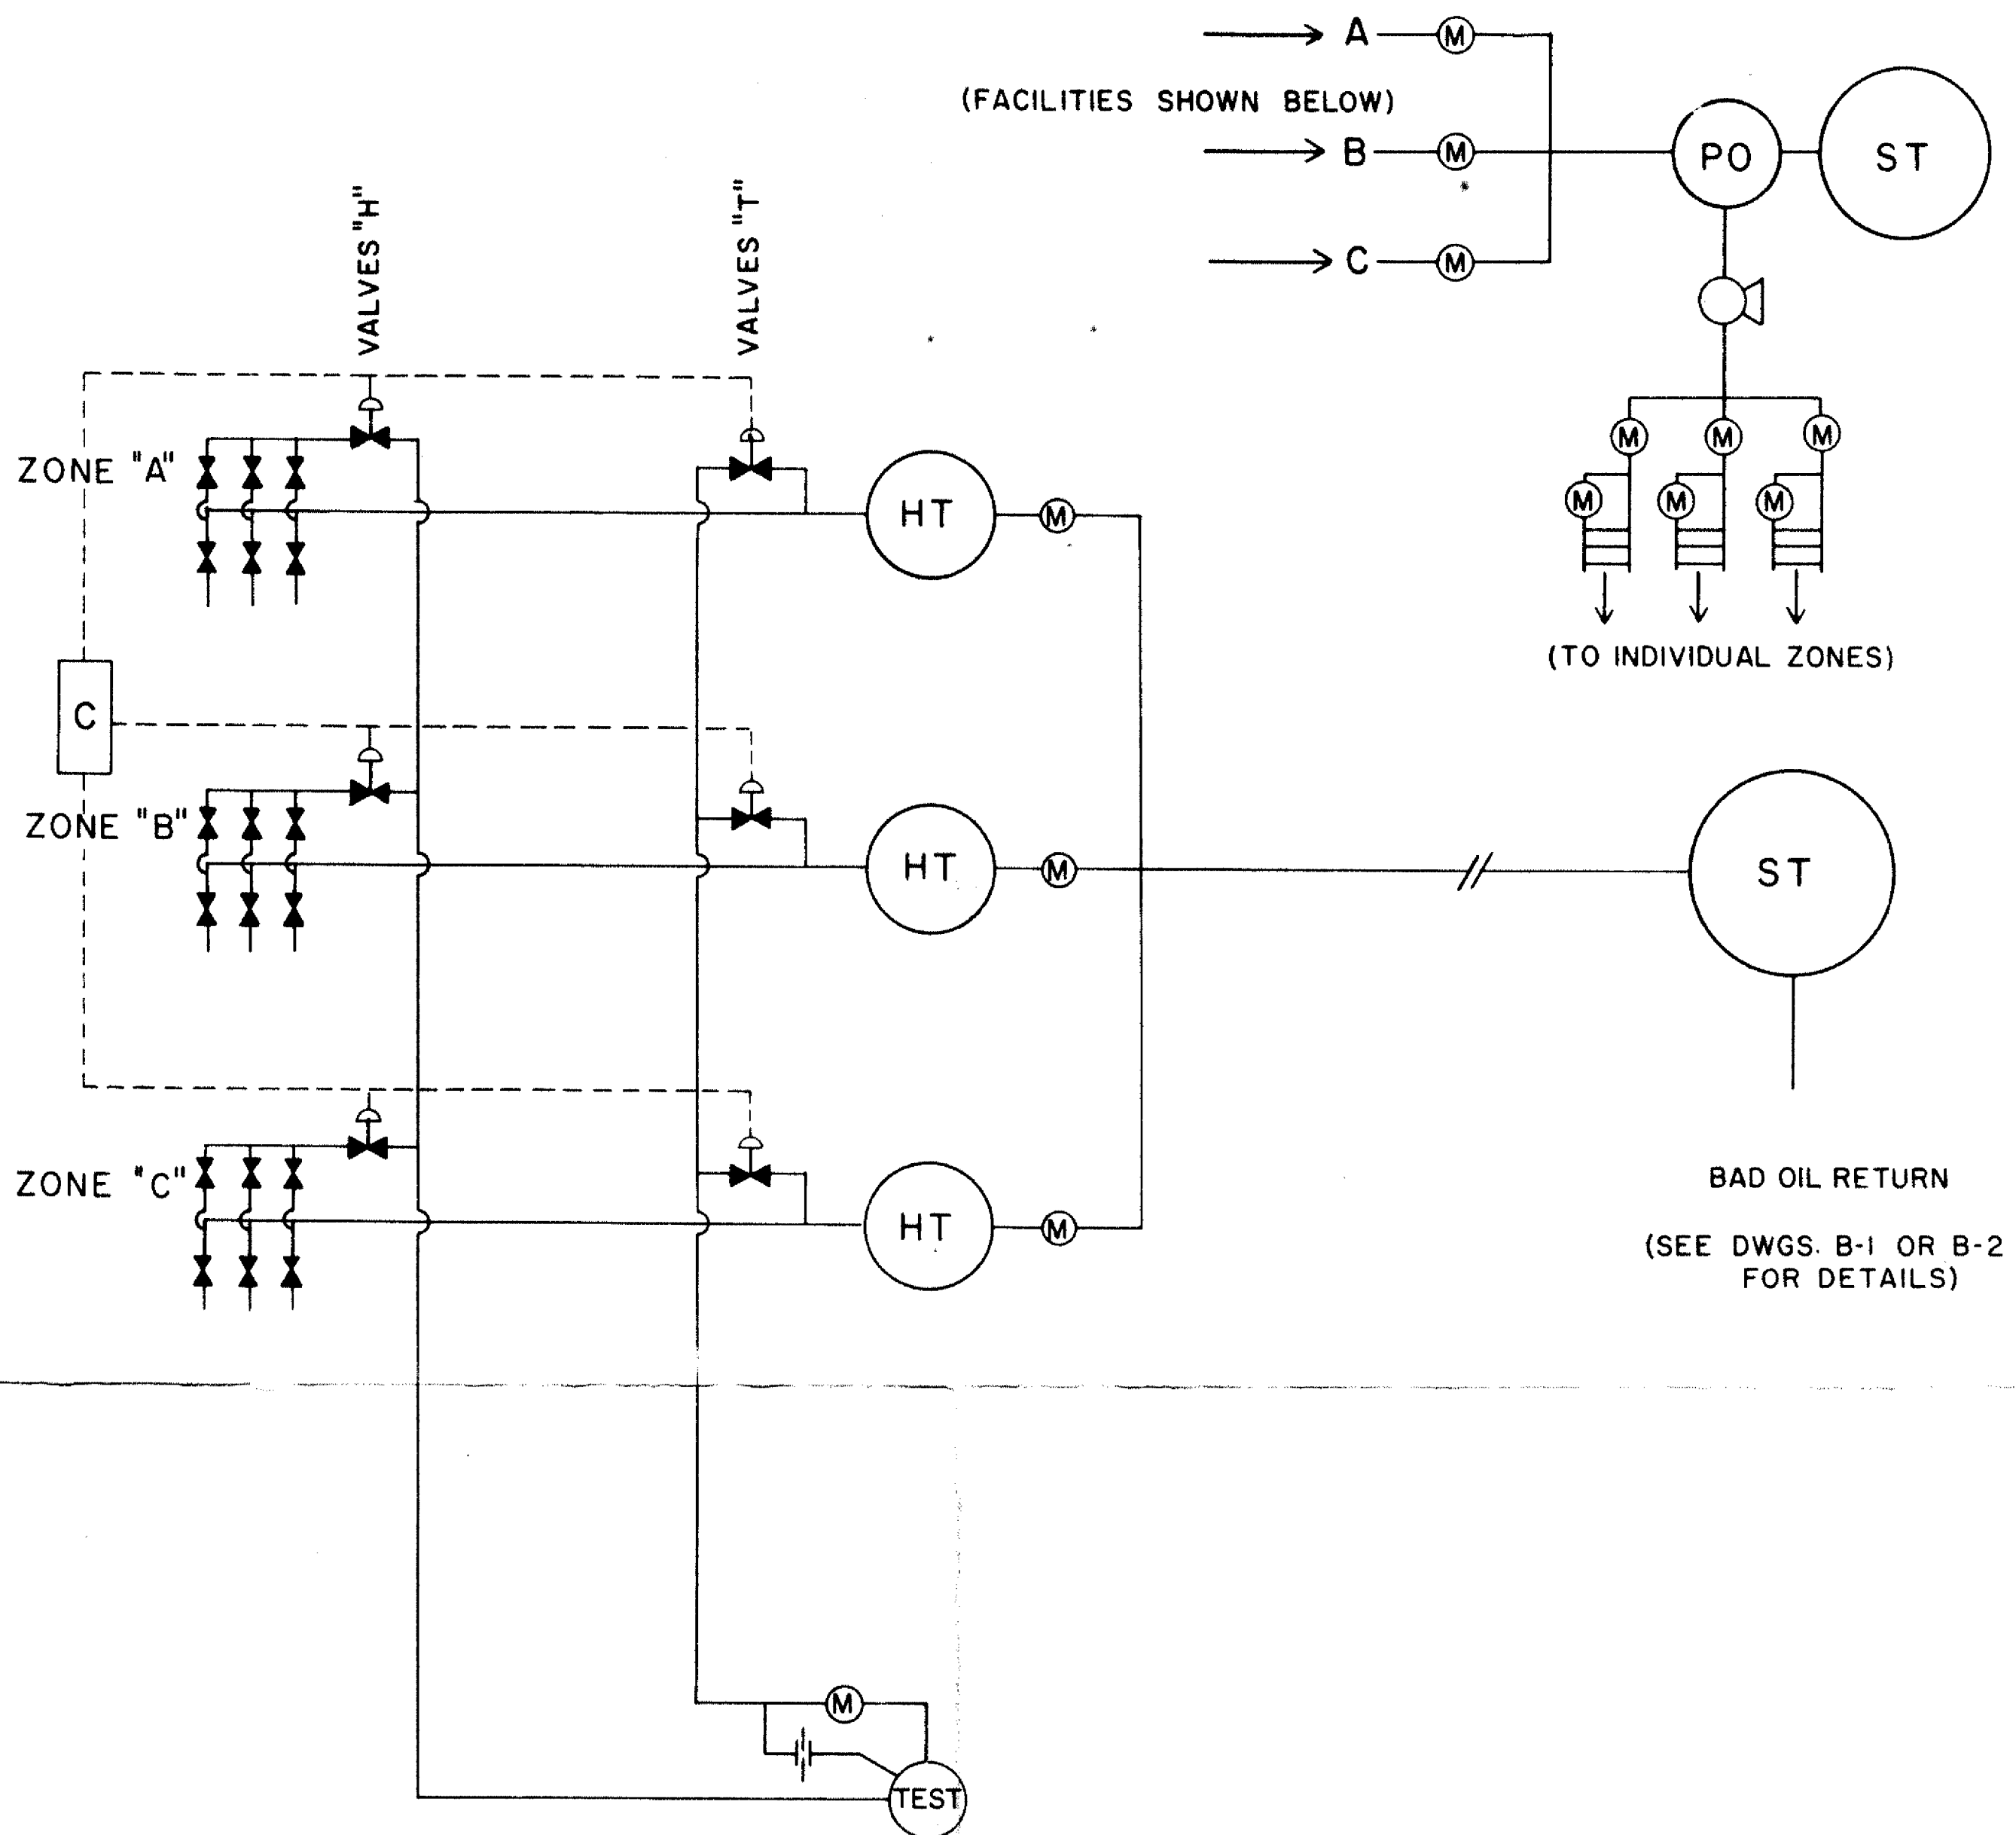 A M
(FACILITIES SHOWN BELOW)
B M
C M
PO
ST
VALVES "H"
VALVES "T"
M M M
M M M
(TO INDIVIDUAL ZONES)
ZONE "A"
HT
M
C
ZONE "B"
HT
M
ST
ZONE "C"
HT
M
BAD OIL RETURN
(SEE DWGS. B-1 OR B-2
FOR DETAILS)
M
TEST